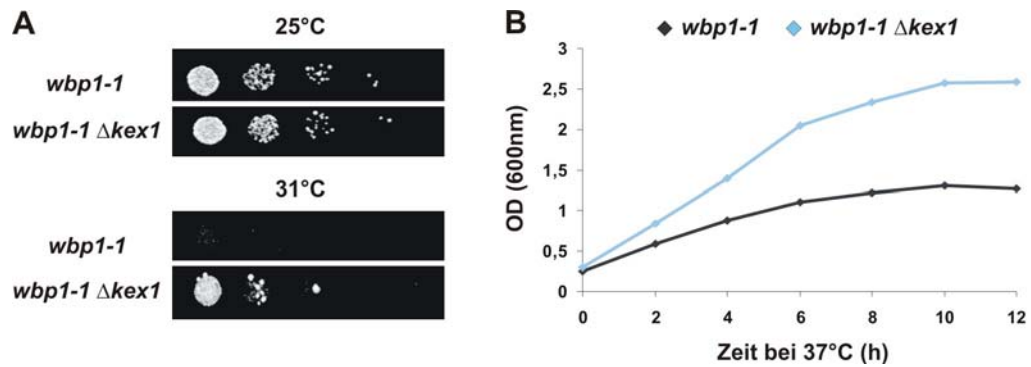 A
25°C
wbp1-1
wbp1-1 Δkex1
31°C
wbp1-1
wbp1-1 Δkex1
B
wbp1-1
wbp1-1 Δkex1
OD (600nm)
3
2,5
2
1,5
1
0,5
0
0 2 4 6 8 10 12
Zeit bei 37°C (h)